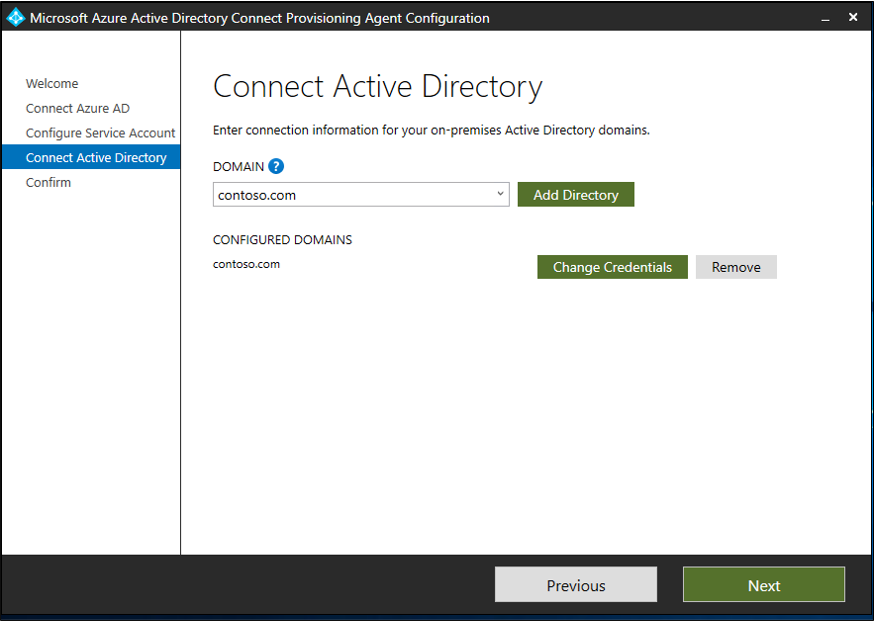 Microsoft Azure Active Directory Connect Provisioning Agent Configuration
Welcome
Connect Azure AD
Configure Service Account
Connect Active Directory
Confirm
Connect Active Directory
Enter connection information for your on-premises Active Directory domains.
DOMAIN ?
contoso.com Add Directory
CONFIGURED DOMAINS
contoso.com Change Credentials Remove
Previous Next